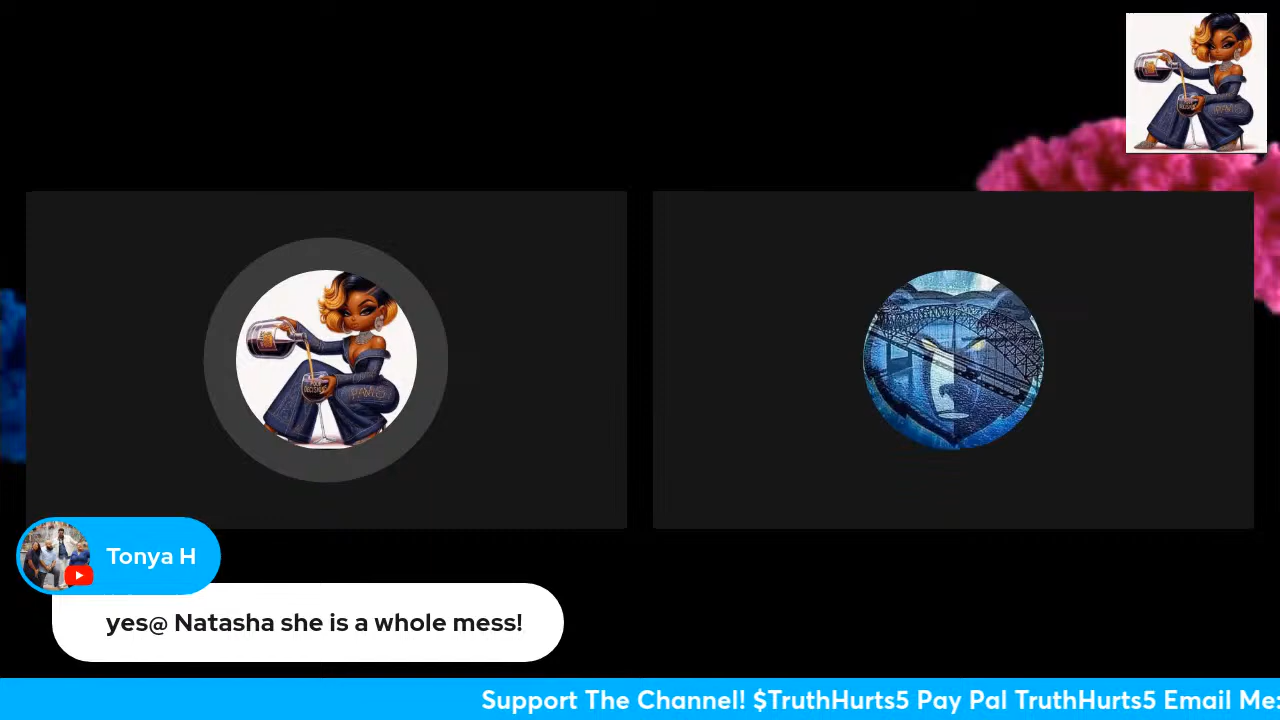 Tonya H
yes@ Natasha she is a whole mess!
Support The Channel! $TruthHurts5 Pay Pal TruthHurts5 Email Me: